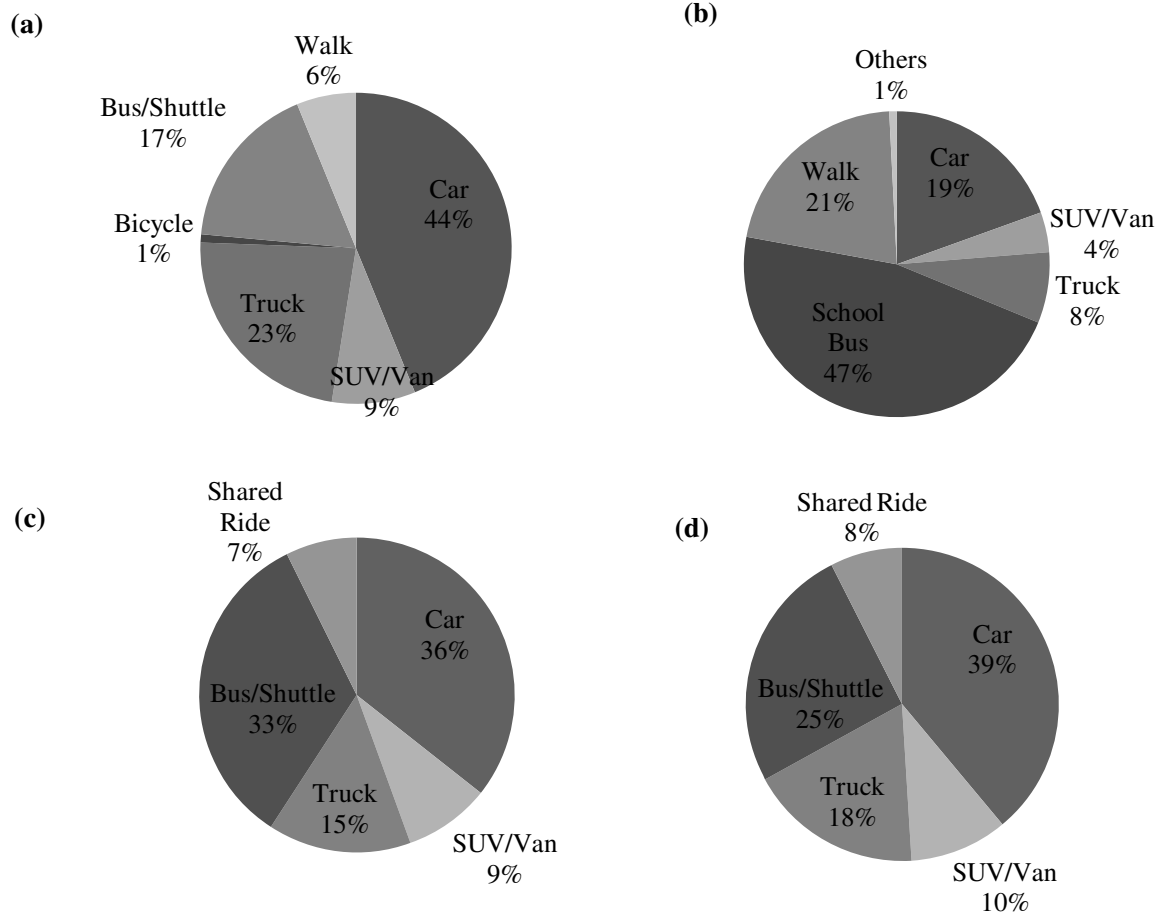 (a)
Walk
6%
Bus/Shuttle
17%
Car
44%
Bicycle
1%
Truck
23%
SUV/Van
9%
(b)
Others
1%
Car
19%
Walk
21%
SUV/Van
4%
Truck
8%
School
Bus
47%
(c)
Shared
Ride
7%
Car
36%
Bus/Shuttle
33%
Truck
15%
SUV/Van
9%
(d)
Shared Ride
8%
Car
39%
Bus/Shuttle
25%
Truck
18%
SUV/Van
10%